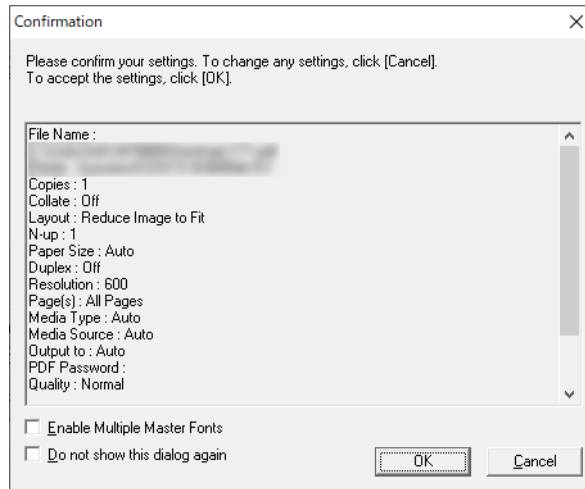 Confirmation
Please confirm your settings. To change any settings, click [Cancel].
To accept the settings, click [OK].
File Name :
Copies : 1
Collate : Off
Layout : Reduce Image to Fit
N-up : 1
Paper Size : Auto
Duplex : Off
Resolution : 600
Page(s) : All Pages
Media Type : Auto
Media Source : Auto
Output to : Auto
PDF Password :
Quality : Normal
Enable Multiple Master Fonts
Do not show this dialog again
OK
Cancel